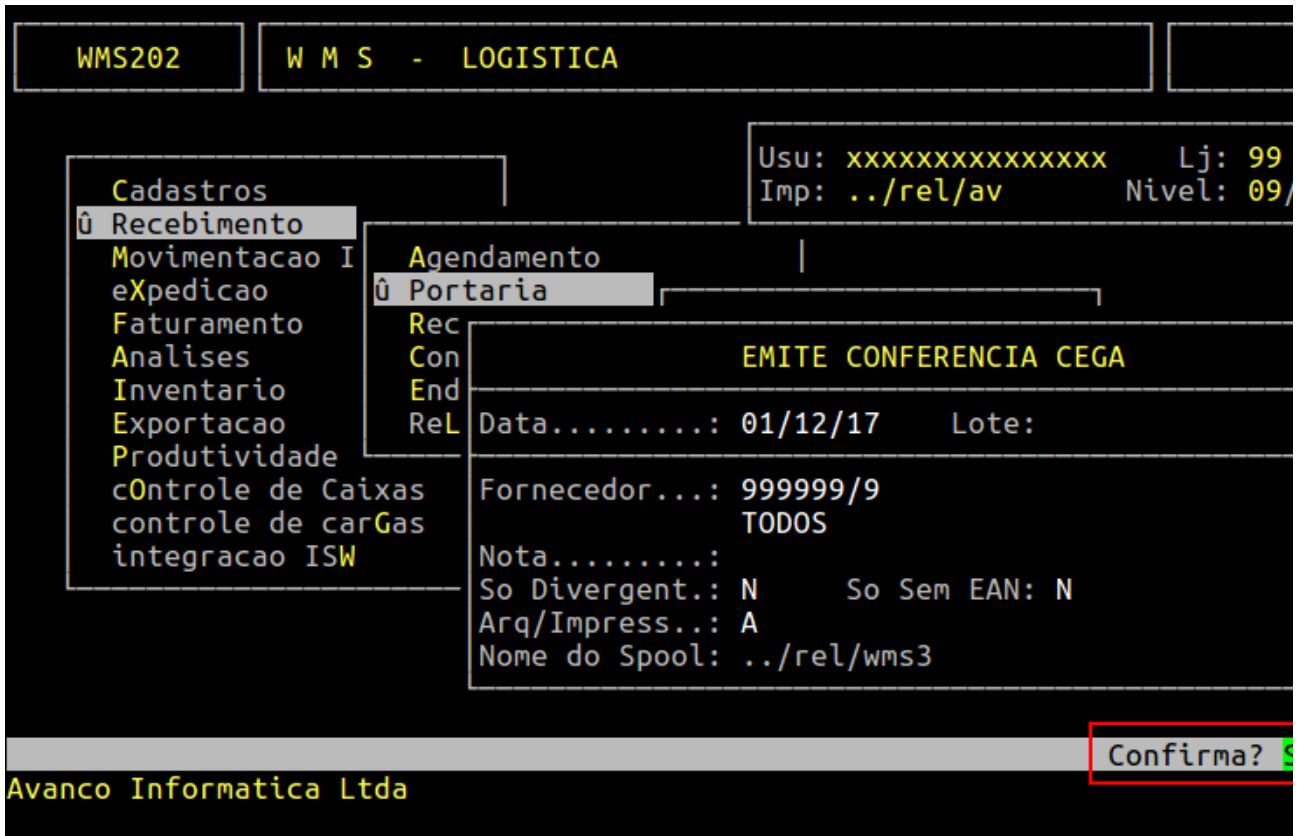 WMS202 W M S - LOGISTICA
Usu: xxxxxxxxxxxxxxx Lj: 99
Imp: ../rel/av Nivel: 09/
Cadastros
û Recebimento
Movimentacao I Agendamento
eXpedicao û Portaria
Faturamento Rec
Analises Con EMITE CONFERENCIA CEGA
Inventario End
Exportacao ReL Data.........: 01/12/17 Lote:
Produtividade
cOntrole de Caixas Fornecedor...: 999999/9
controle de carGas TODOS
integracao ISW Nota.........:
So Divergent.: N So Sem EAN: N
Arq/Impress..: A
Nome do Spool: ../rel/wms3
Confirma? S
Avanco Informatica Ltda